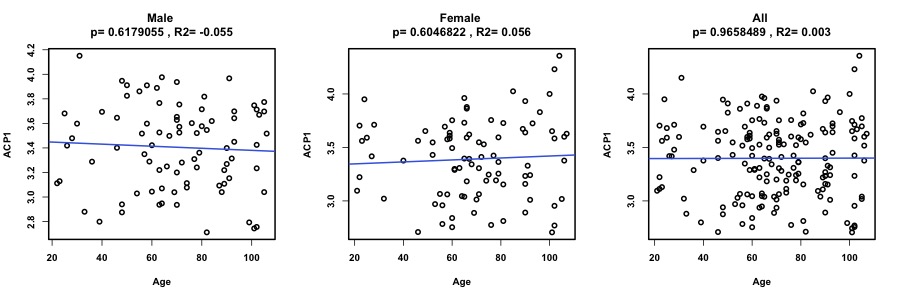 Male
p= 0.6179055 , R2= -0.055
4.2
4.0
3.8
3.6
3.4
3.2
3.0
2.8
ACP1
20 40 60 80 100
Age
Female
p= 0.6046822 , R2= 0.056
4.0
3.5
3.0
ACP1
20 40 60 80 100
Age
All
p= 0.9658489 , R2= 0.003
4.0
3.5
3.0
ACP1
20 40 60 80 100
Age